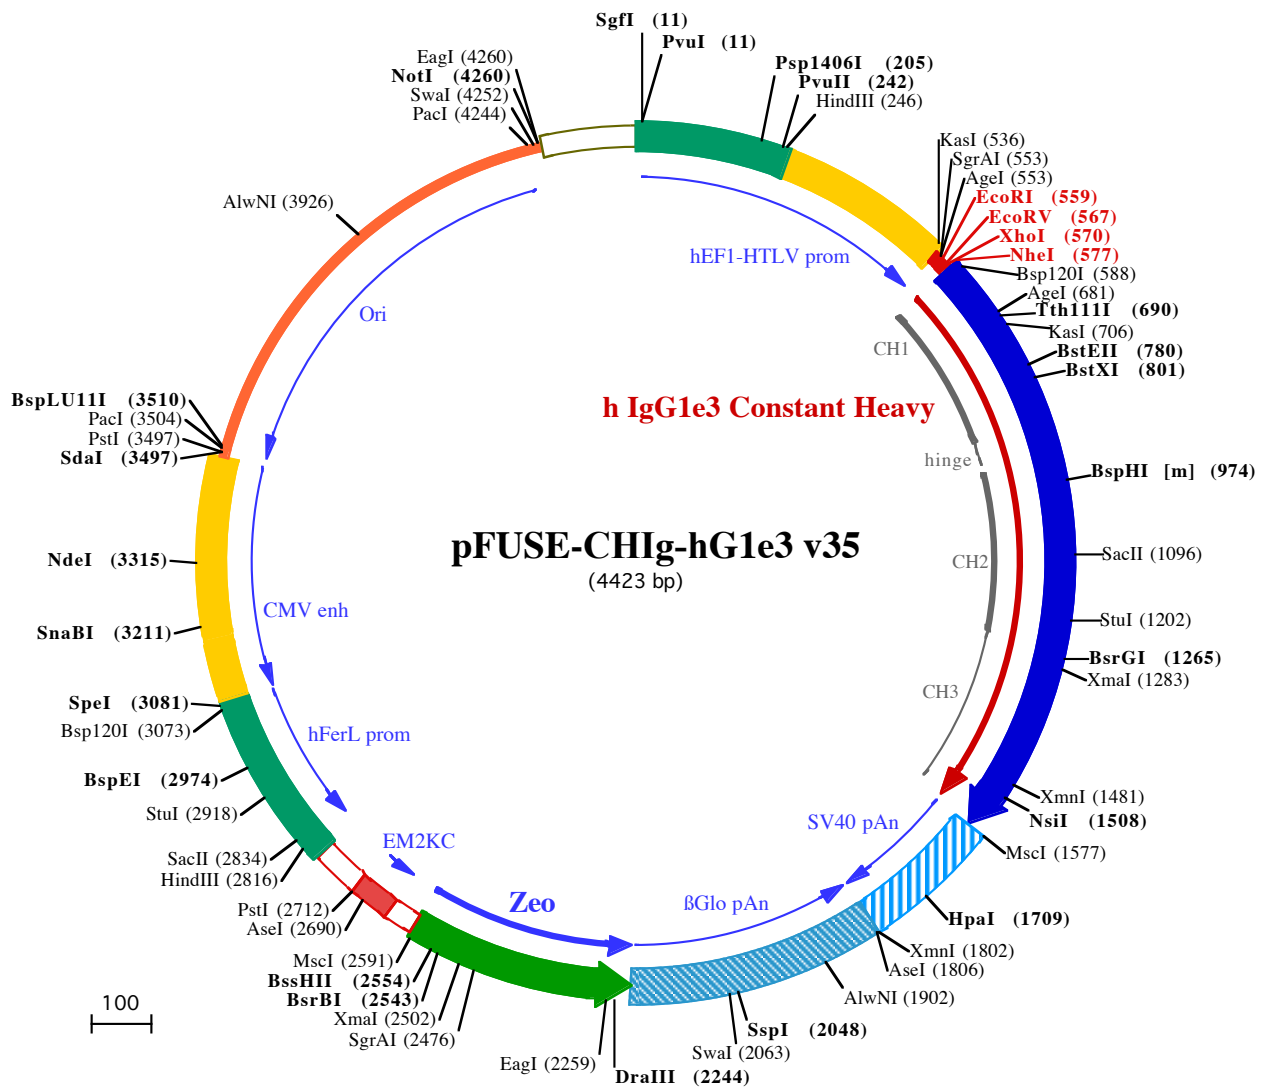 SgfI (11)
PvuI (11)
Psp1406I (205)
PvuII (242)
HindIII (246)
KasI (536)
SgrAI (553)
AgeI (553)
EcoRI (559)
EcoRV (567)
XhoI (570)
NheI (577)
Bsp120I (588)
AgeI (681)
Tth111I (690)
KasI (706)
BstEII (780)
BstXI (801)
BspHI [m] (974)
SacII (1096)
StuI (1202)
BsrGI (1265)
XmaI (1283)
XmnI (1481)
NsiI (1508)
MscI (1577)
HpaI (1709)
XmnI (1802)
AseI (1806)
AlwNI (1902)
SspI (2048)
SwaI (2063)
DraIII (2244)
EagI (2259)
SgrAI (2476)
XmaI (2502)
BsrBI (2543)
BssHII (2554)
MscI (2591)
AseI (2690)
PstI (2712)
HindIII (2816)
SacII (2834)
StuI (2918)
BspEI (2974)
Bsp120I (3073)
SpeI (3081)
SnaBI (3211)
NdeI (3315)
SdaI (3497)
PstI (3497)
PacI (3504)
BspLU11I (3510)
AlwNI (3926)
PacI (4244)
SwaI (4252)
NotI (4260)
EagI (4260)
hEF1-HTLV prom
Ori
CH1
h IgG1e3 Constant Heavy
hinge
pFUSE-CHIg-hG1e3 v35
(4423 bp)
CH2
CMV enh
CH3
hFerL prom
SV40 pAn
EM2KC
Zeo
ßGlo pAn
100